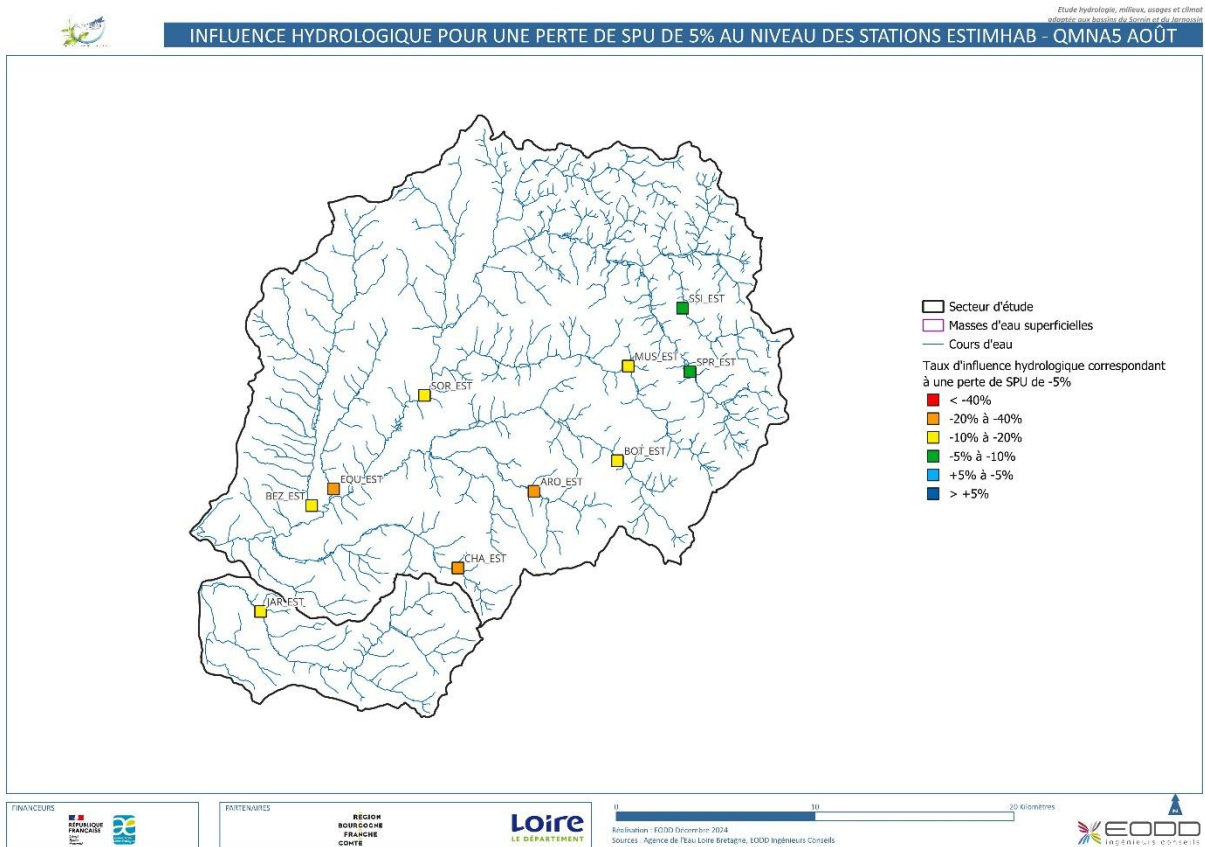 Etude hydrologie, milieux, usages et climat
adaptée aux bassins du Sornin et du Jarnossin
INFLUENCE HYDROLOGIQUE POUR UNE PERTE DE SPU DE 5% AU NIVEAU DES STATIONS ESTIMHAB - QMNA5 AOÛT
SSI_EST
MUS_EST
SPR_EST
SOR_EST
BOT_EST
EQU_EST
ARO_EST
BEZ_EST
CHA_EST
JAR_EST
Secteur d'étude
Masses d'eau superficielles
Cours d'eau
Taux d'influence hydrologique correspondant
à une perte de SPU de -5%
< -40%
-20% à -40%
-10% à -20%
-5% à -10%
+5% à -5%
> +5%
FINANCEURS
RÉPUBLIQUE
FRANÇAISE
PARTENAIRES
RÉGION
BOURGOGNE
FRANCHE
COMTÉ
Loire
LE DÉPARTEMENT
0 10 20 Kilomètres
Réalisation : EODD Décembre 2024
Sources : Agence de l'Eau Loire Bretagne, EODD Ingénieurs Conseils
N
EODD
ingénieurs conseils